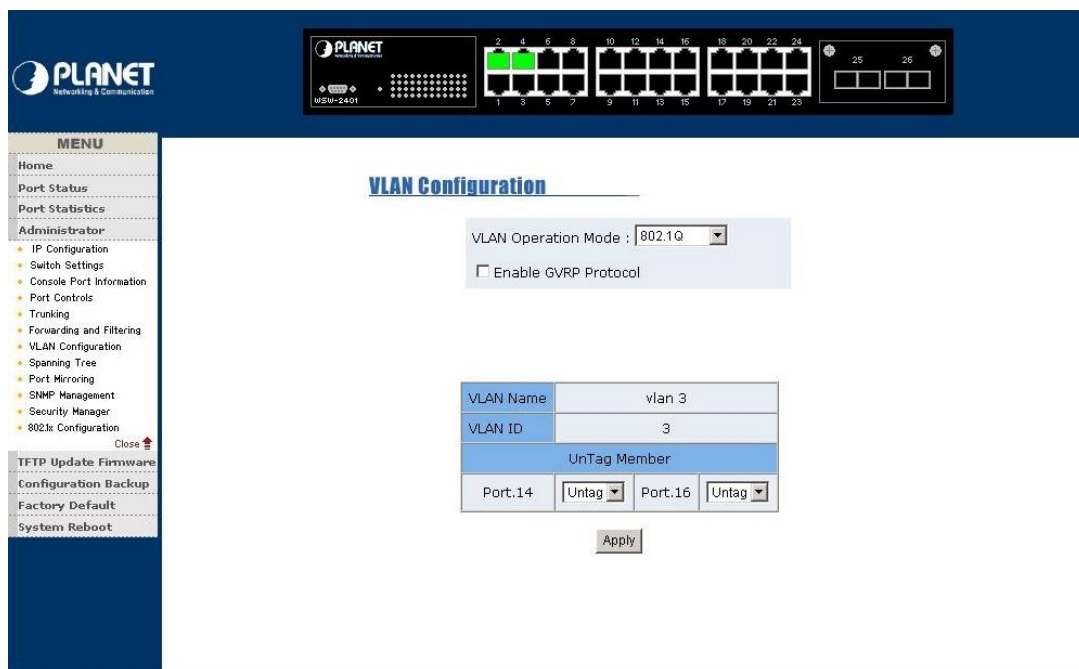 PLANET
Networking & Communication
PLANET
Networking & Communication
WSW-2401
2 4 6 8 10 12 14 16 18 20 22 24
1 3 5 7 9 11 13 15 17 19 21 23
25 26
MENU
Home
Port Status
Port Statistics
Administrator
IP Configuration
Switch Settings
Console Port Information
Port Controls
Trunking
Forwarding and Filtering
VLAN Configuration
Spanning Tree
Port Mirroring
SNMP Management
Security Manager
802.1x Configuration
Close
TFTP Update Firmware
Configuration Backup
Factory Default
System Reboot
VLAN Configuration
VLAN Operation Mode : 802.1Q
Enable GVRP Protocol
VLAN Name vlan 3
VLAN ID 3
UnTag Member
Port.14 Untag Port.16 Untag
Apply